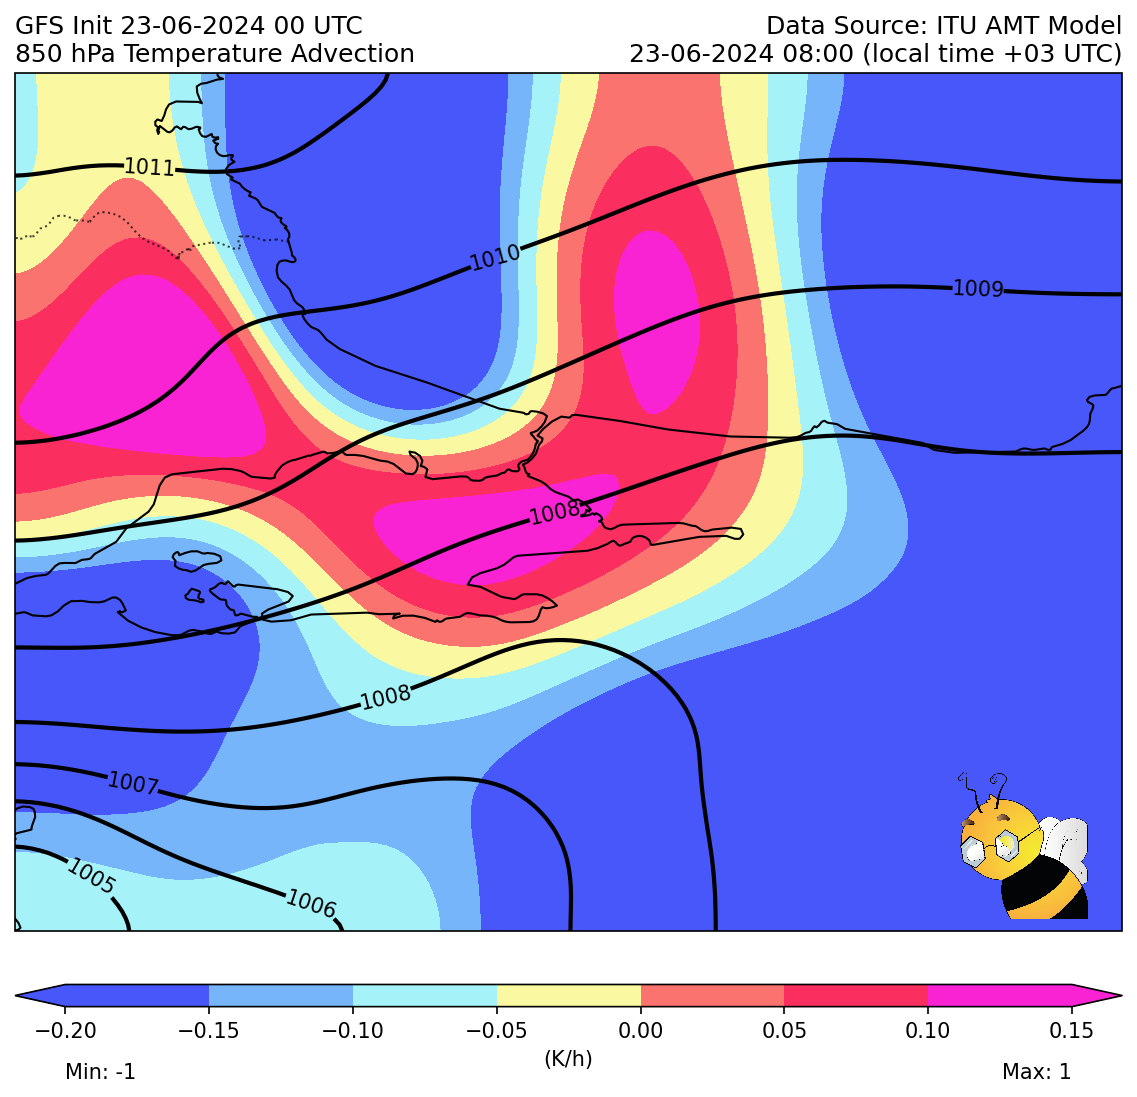 GFS Init 23-06-2024 00 UTC
Data Source: ITU AMT Model
850 hPa Temperature Advection
23-06-2024 08:00 (local time +03 UTC)
1011
1010
1009
1008
1008
1007
1006
1005
−0.20 −0.15 −0.10 −0.05 0.00 0.05 0.10 0.15
(K/h)
Min: -1
Max: 1